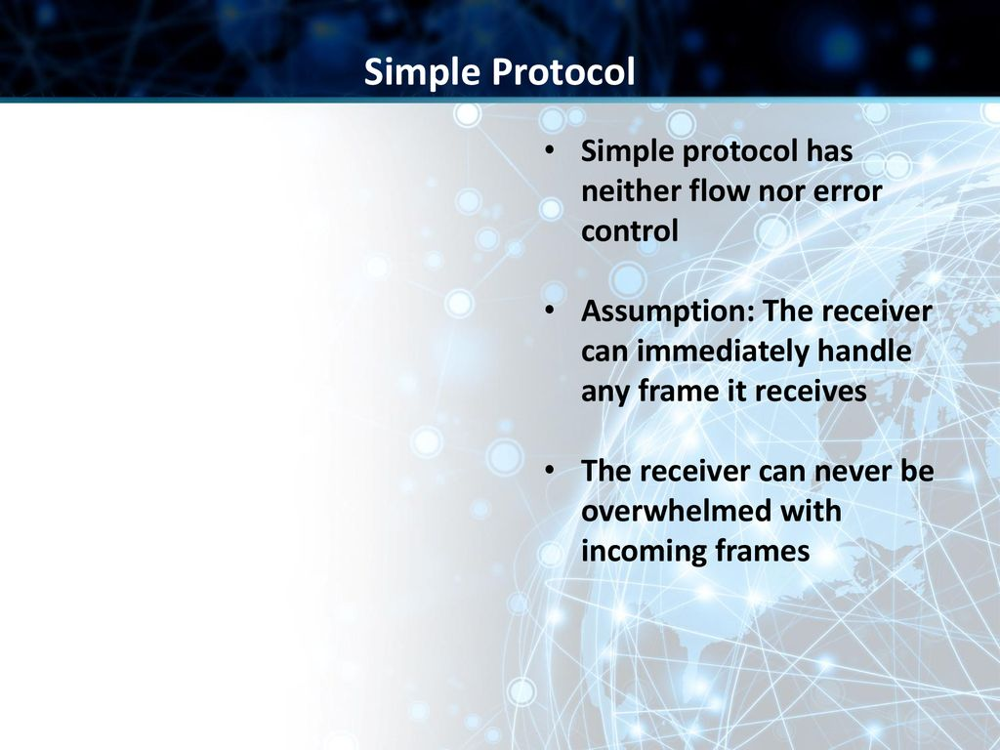 Simple Protocol
• Simple protocol has
neither flow nor error
control
• Assumption: The receiver
can immediately handle
any frame it receives
• The receiver can never be
overwhelmed with
incoming frames